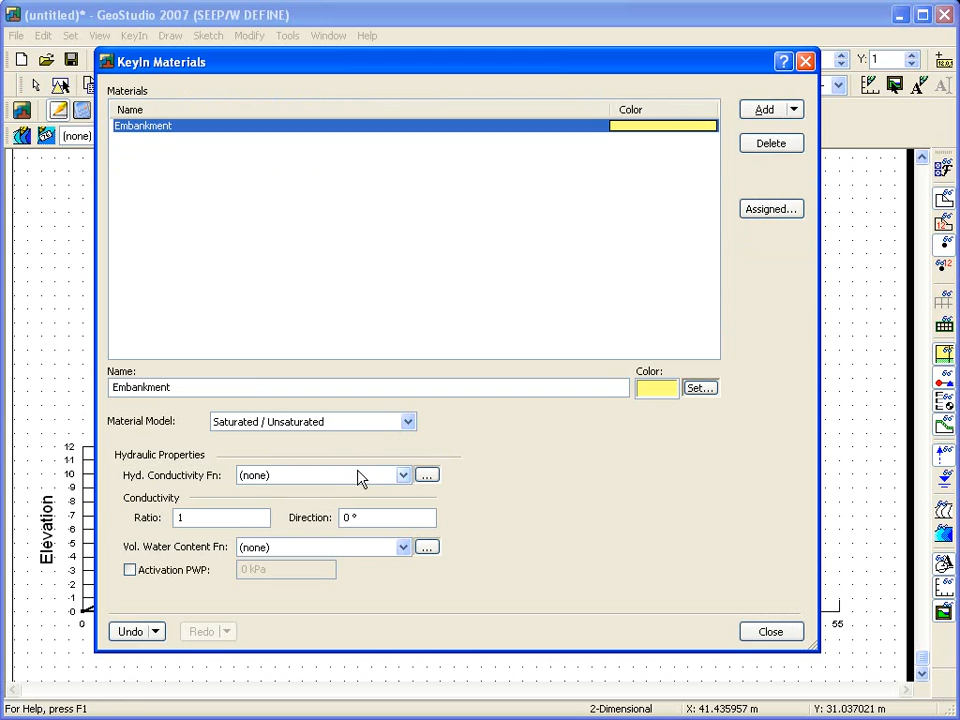 (untitled)* - GeoStudio 2007 (SEEP/W DEFINE)
File Edit Set View KeyIn Draw Sketch Modify Tools Window Help
KeyIn Materials
Y: 1
Materials
Name Color
Embankment
Add
Delete
Assigned...
(none)
Name: Color:
Embankment Set...
Material Model: Saturated / Unsaturated
Hydraulic Properties
Hyd. Conductivity Fn: (none) ...
Conductivity
Ratio: 1 Direction: 0 °
Vol. Water Content Fn: (none) ...
Activation PWP: 0 kPa
Undo Redo Close
Elevation
12
11
10
9
8
7
6
5
4
3
2
1
0
0 55
For Help, press F1 2-Dimensional X: 41.435957 m Y: 31.037021 m